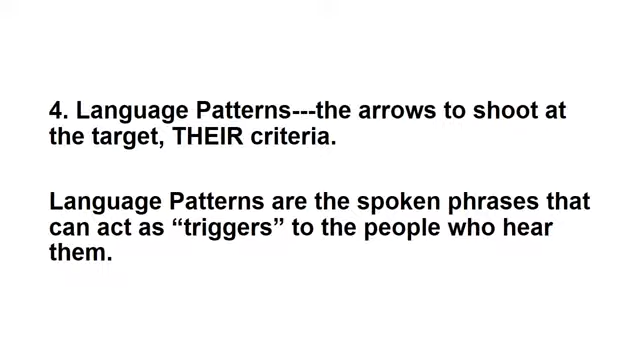 4. Language Patterns---the arrows to shoot at
the target, THEIR criteria.
Language Patterns are the spoken phrases that
can act as “triggers” to the people who hear
them.